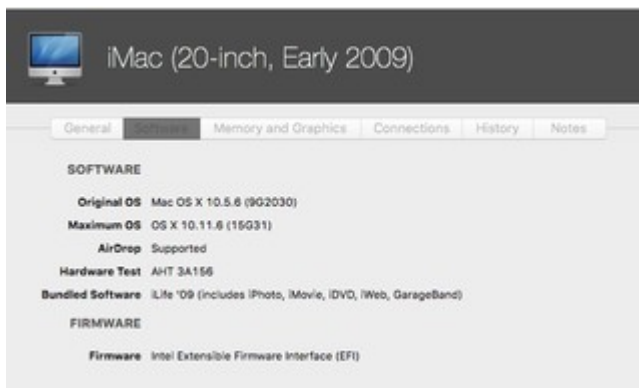 iMac (20-inch, Early 2009)
General Software Memory and Graphics Connections History Notes
SOFTWARE
Original OS Mac OS X 10.5.6 (9G2030)
Maximum OS OS X 10.11.6 (15G31)
AirDrop Supported
Hardware Test AHT 3A156
Bundled Software iLife '09 (includes iPhoto, iMovie, iDVD, iWeb, GarageBand)
FIRMWARE
Firmware Intel Extensible Firmware Interface (EFI)